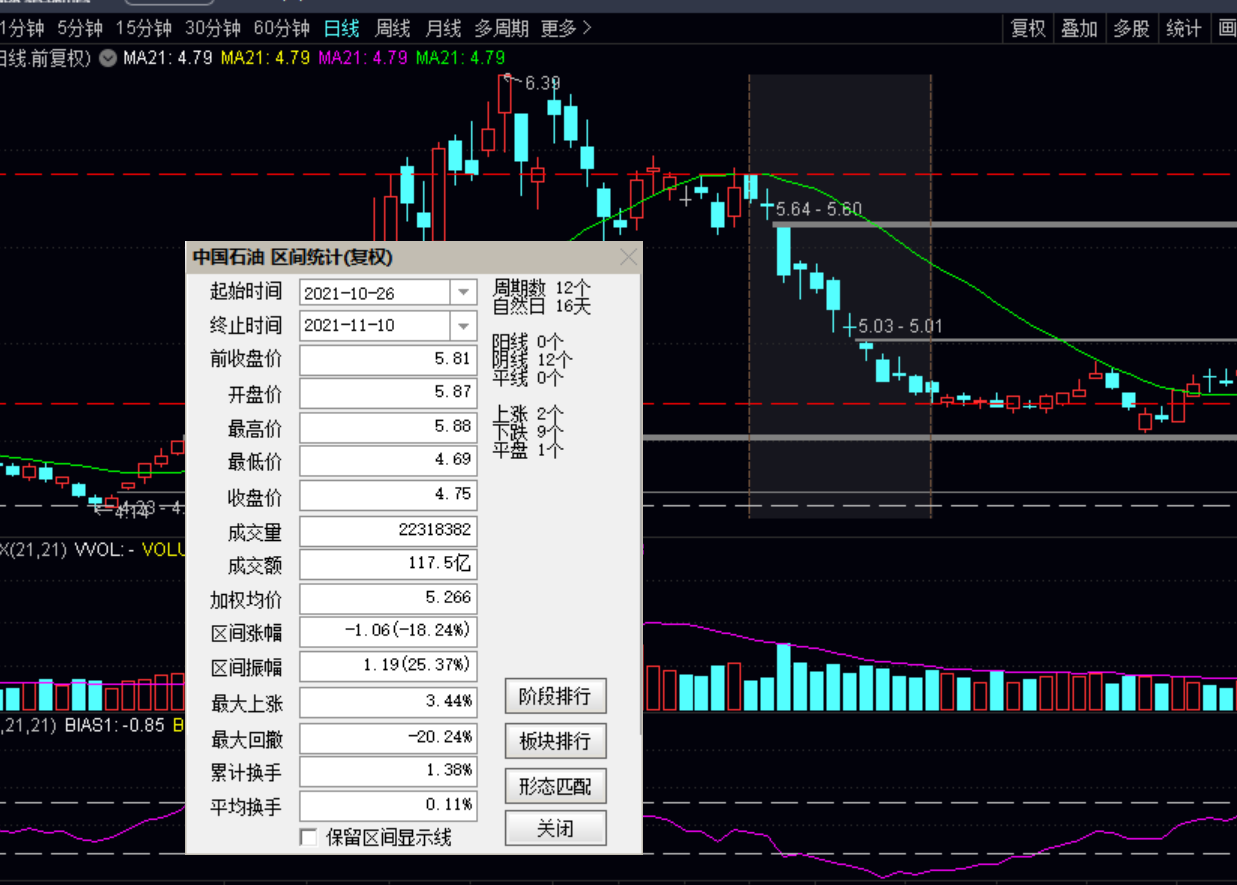 1分钟 5分钟 15分钟 30分钟 60分钟 日线 周线 月线 多周期 更多 复权 叠加 多股 统计 画
日线.前复权) MA21: 4.79 MA21: 4.79 MA21: 4.79 MA21: 4.79
6.39
5.64 - 5.60
中国石油 区间统计(复权)
起始时间 2021-10-26 周期数 12个
自然日 16天
终止时间 2021-11-10
阳线 0个
前收盘价 5.81 阴线 12个
平线 0个
开盘价 5.87
上涨 2个
最高价 5.88 下跌 9个
平盘 1个
最低价 4.69
收盘价 4.75
成交量 22318382
成交额 117.5亿
加权均价 5.266
区间涨幅 -1.06(-18.24%)
区间振幅 1.19(25.37%)
最大上涨 3.44%
最大回撤 -20.24%
累计换手 1.38%
平均换手 0.11%
保留区间显示线
阶段排行
板块排行
形态匹配
关闭
5.03 - 5.01
4.14
X(21,21) VVOL: - VOLU
,21,21) BIAS1: -0.85 B